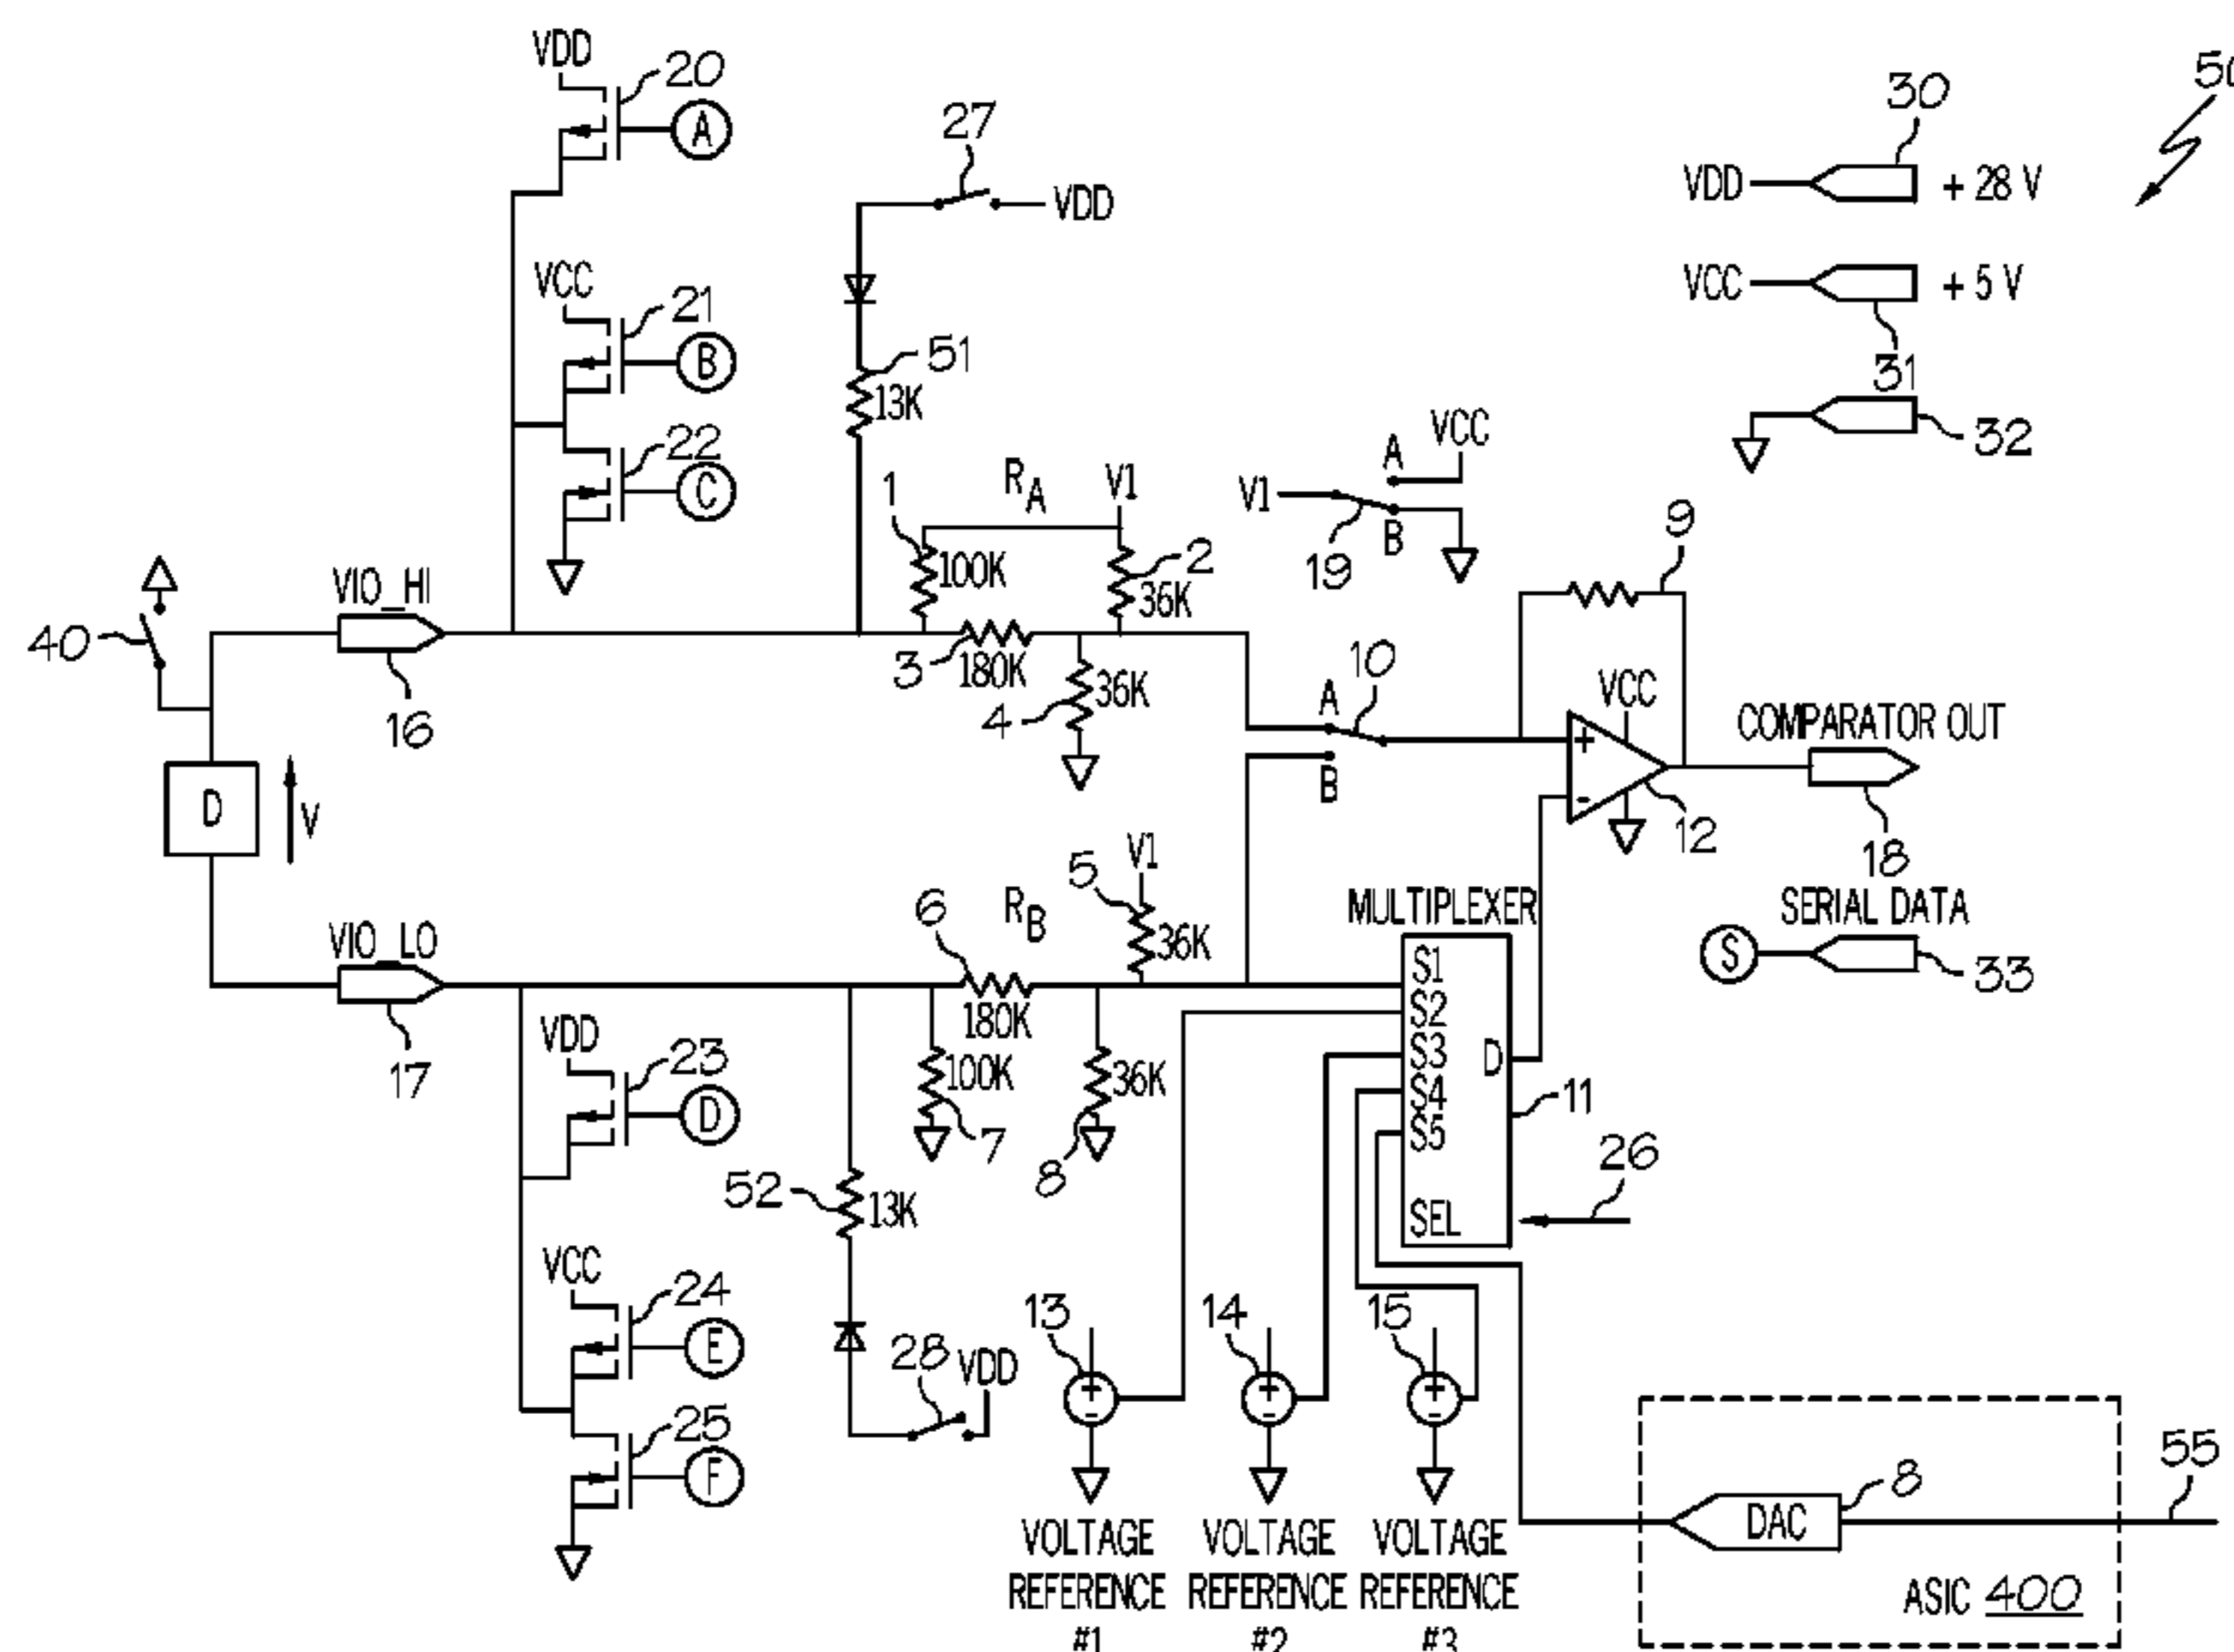 VDD
20
A
27
VDD
VCC
21
B
22
C
51
13K
30
50
VDD
+ 28 V
VCC
+ 5 V
31
32
1
R A
V1
100K
2
36K
V1
A
VCC
19
B
9
40
VIO_HI
16
3
180K
4
36K
A
10
B
VCC
+
-
12
COMPARATOR OUT
18
D
V
VIO_LO
17
6
R B
180K
5
V1
36K
MULTIPLEXER
S1
S2
S3
S4
S5
D
SEL
11
26
S
SERIAL DATA
33
VDD
23
D
100K
7
36K
8
52
13K
VCC
24
E
25
F
28
VDD
13
+
-
14
+
-
15
+
-
VOLTAGE REFERENCE #1
VOLTAGE REFERENCE #2
VOLTAGE REFERENCE #3
DAC
8
55
ASIC 400